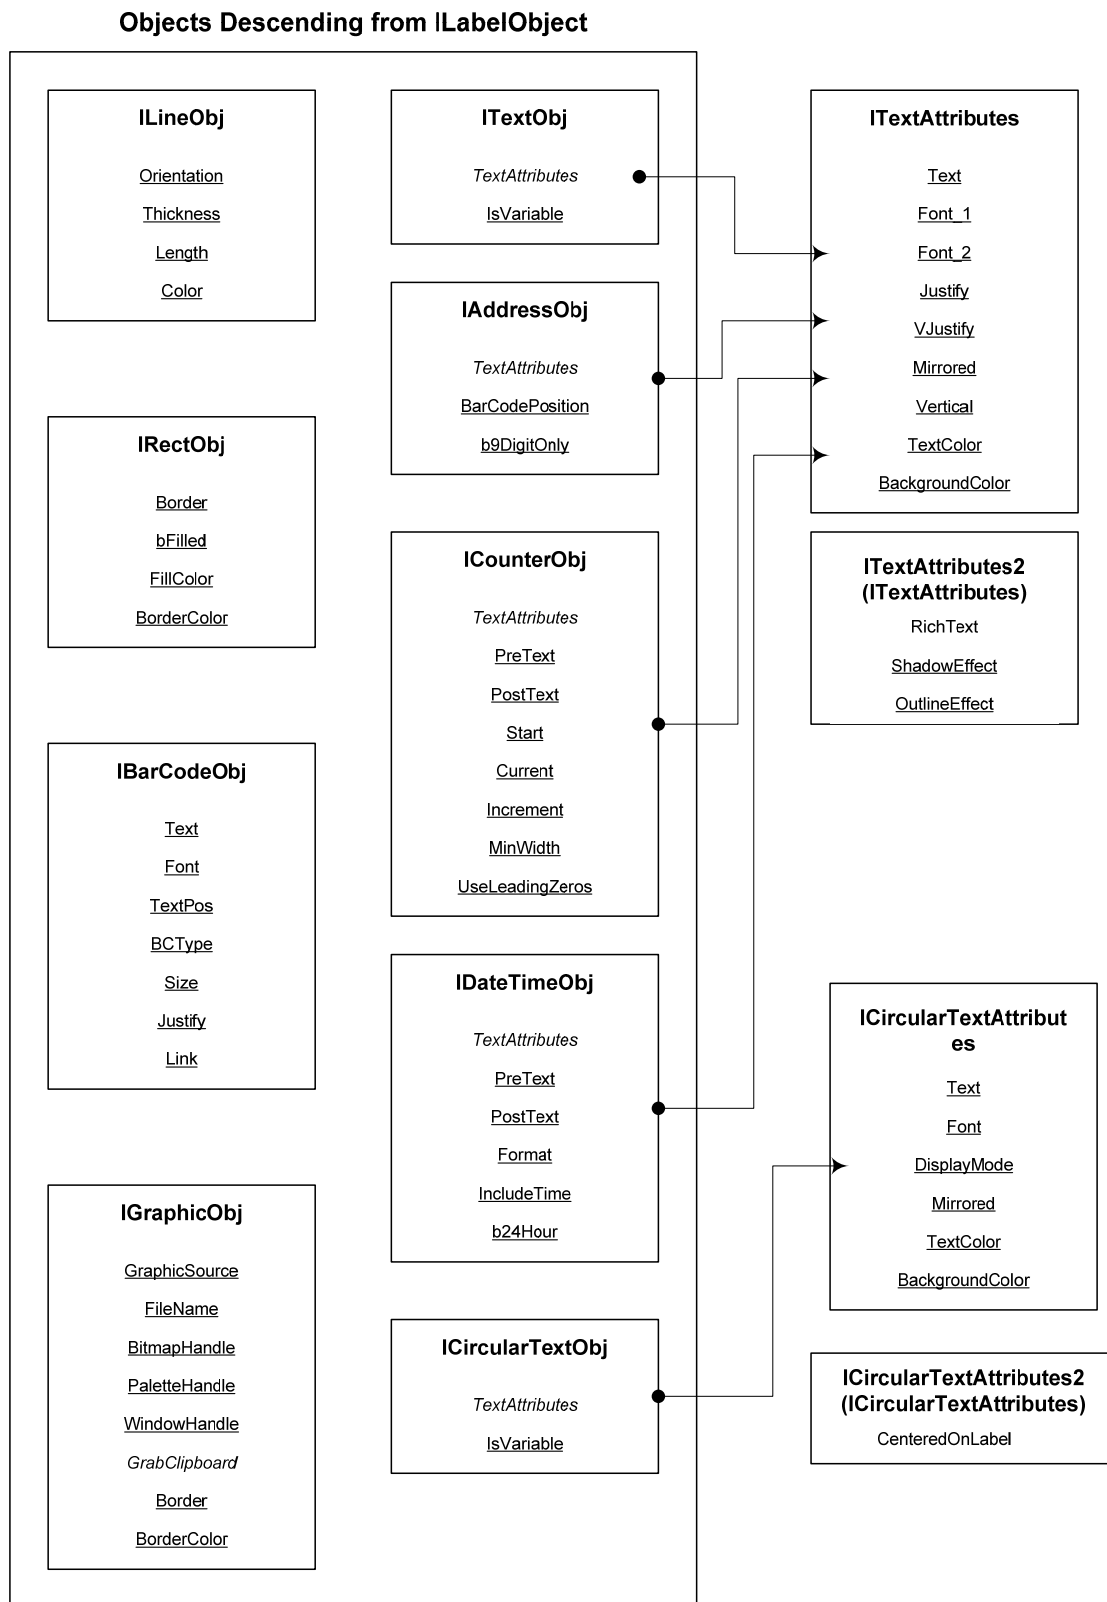 Objects Descending from ILabelObject
ILineObj
Orientation
Thickness
Length
Color
IRectObj
Border
bFilled
FillColor
BorderColor
IBarCodeObj
Text
Font
TextPos
BCType
Size
Justify
Link
IGraphicObj
GraphicSource
FileName
BitmapHandle
PaletteHandle
WindowHandle
GrabClipboard
Border
BorderColor
ITextObj
TextAttributes
IsVariable
IAddressObj
TextAttributes
BarCodePosition
b9DigitOnly
ICounterObj
TextAttributes
PreText
PostText
Start
Current
Increment
MinWidth
UseLeadingZeros
IDateTimeObj
TextAttributes
PreText
PostText
Format
IncludeTime
b24Hour
ICircularTextObj
TextAttributes
IsVariable
ITextAttributes
Text
Font_1
Font_2
Justify
VJustify
Mirrored
Vertical
TextColor
BackgroundColor
ITextAttributes2
(ITextAttributes)
RichText
ShadowEffect
OutlineEffect
ICircularTextAttribut
es
Text
Font
DisplayMode
Mirrored
TextColor
BackgroundColor
ICircularTextAttributes2
(ICircularTextAttributes)
CenteredOnLabel